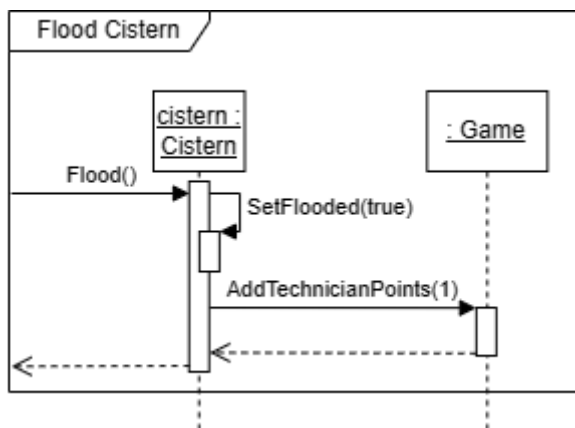 Flood Cistern
cistern :
Cistern
: Game
Flood()
SetFlooded(true)
AddTechnicianPoints(1)